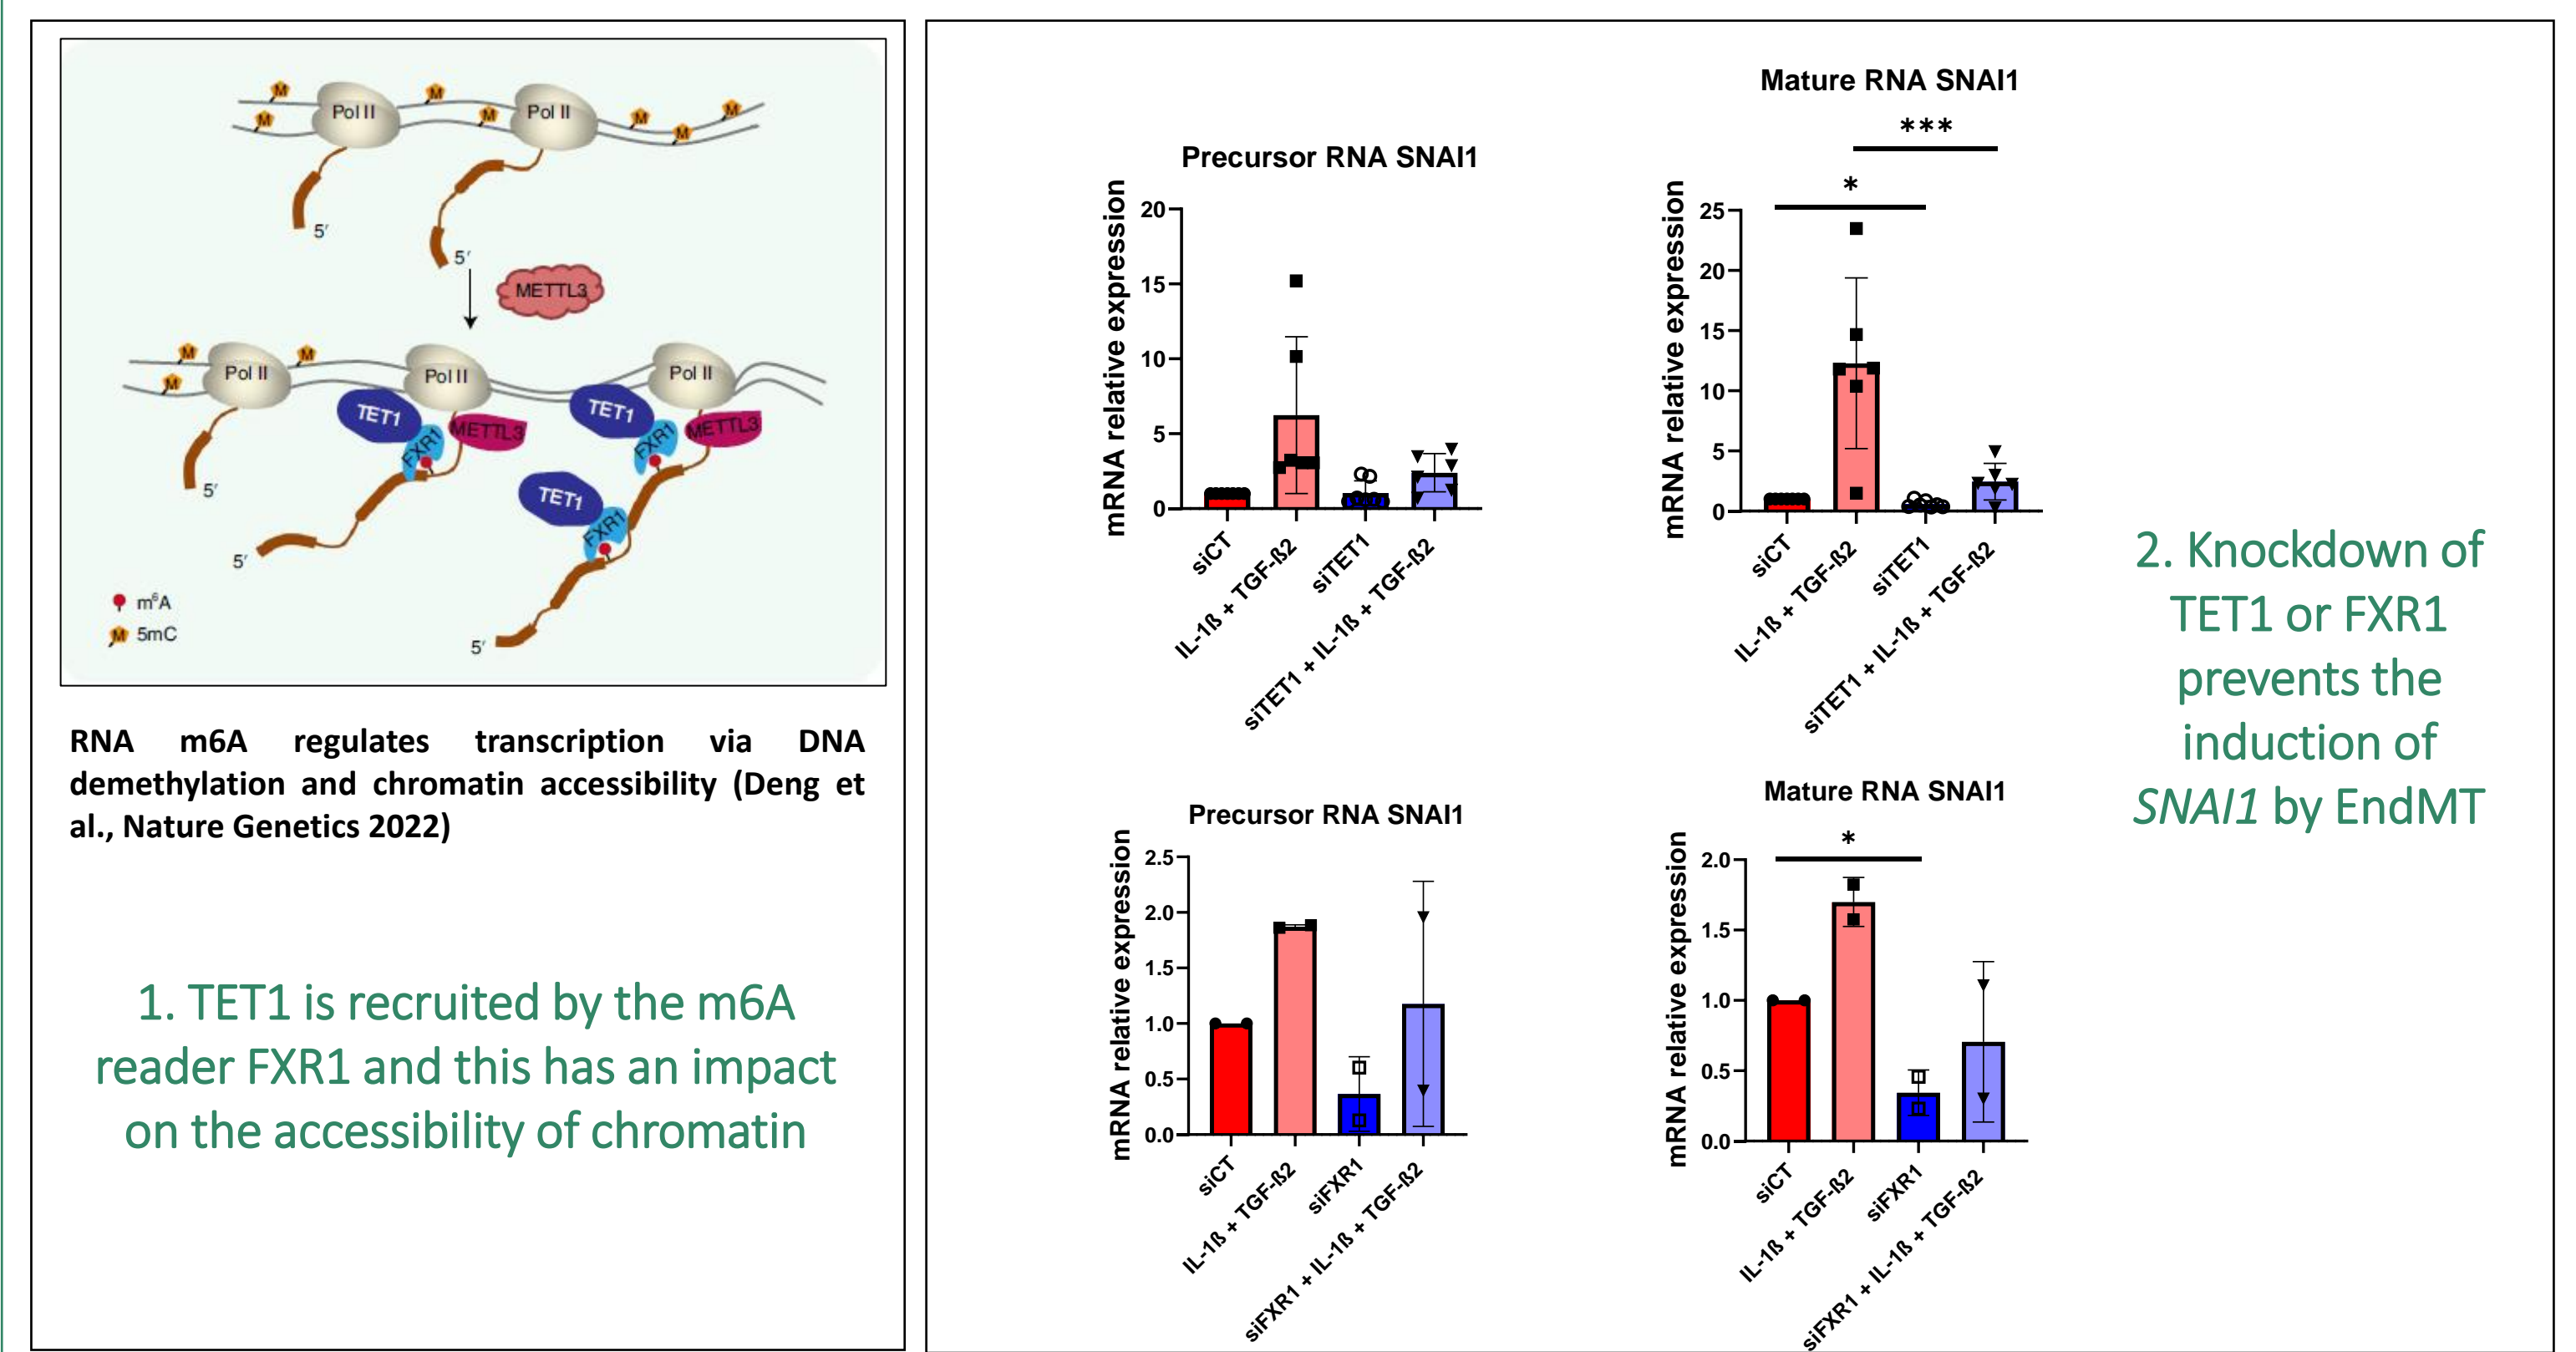 Pol II
Pol II
M
M
M
M
M
M
M
5′
5′
METTL3
M
M
M
Pol II
Pol II
Pol II
TET1
FXR1
METTL3
TET1
FXR1
METTL3
TET1
FXR1
5′
5′
5′
m⁶A
M 5mC
RNA m6A regulates transcription via DNA
demethylation and chromatin accessibility (Deng et
al., Nature Genetics 2022)
1. TET1 is recruited by the m6A
reader FXR1 and this has an impact
on the accessibility of chromatin
Precursor RNA SNAI1
mRNA relative expression
20
15
10
5
0
siCT
IL-1ß + TGF-ß2
siTET1
siTET1 + IL-1ß + TGF-ß2
Mature RNA SNAI1
***
*
mRNA relative expression
25
20
15
10
5
0
siCT
IL-1ß + TGF-ß2
siTET1
siTET1 + IL-1ß + TGF-ß2
Precursor RNA SNAI1
mRNA relative expression
2.5
2.0
1.5
1.0
0.5
0.0
siCT
IL-1ß + TGF-ß2
siFXR1
siFXR1 + IL-1ß + TGF-ß2
Mature RNA SNAI1
*
mRNA relative expression
2.0
1.5
1.0
0.5
0.0
siCT
IL-1ß + TGF-ß2
siFXR1
siFXR1 + IL-1ß + TGF-ß2
2. Knockdown of
TET1 or FXR1
prevents the
induction of
SNAI1 by EndMT